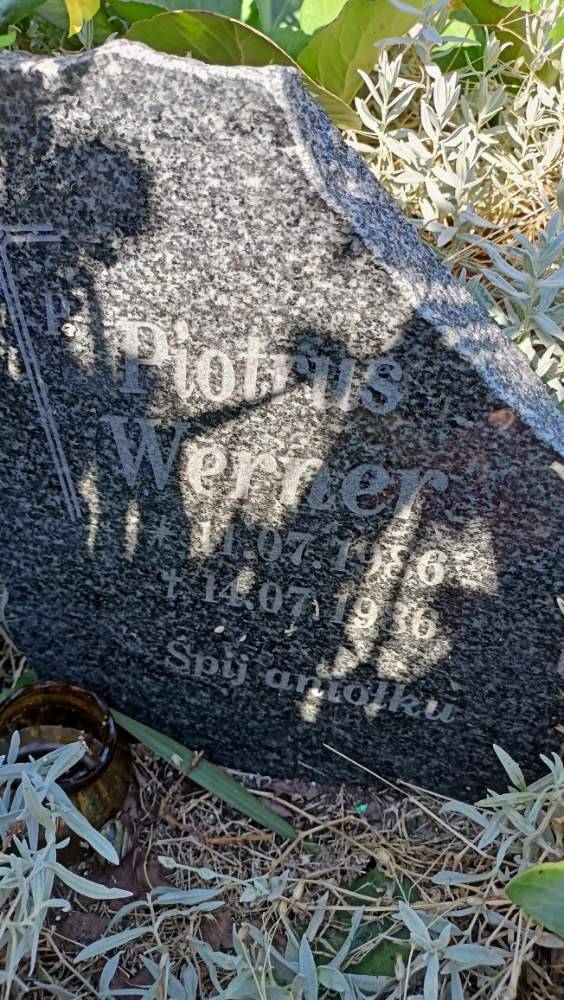 P.
Piotruś
Werner
* 11.07.1986
† 14.07.1986
Śpij aniołku